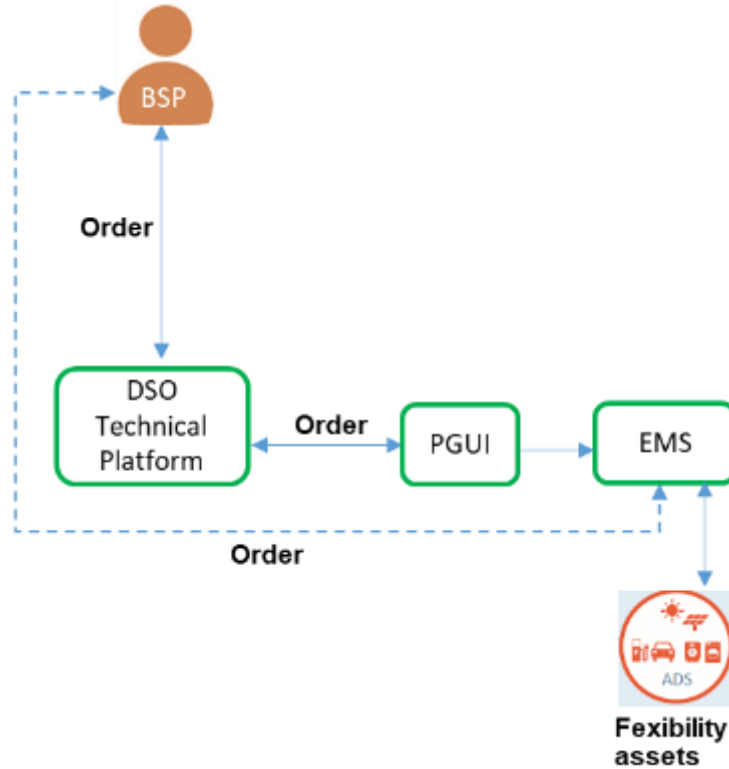 BSP
Order
DSO
Technical
Platform
Order
PGUI
EMS
Order
ADS
Fexibility
assets